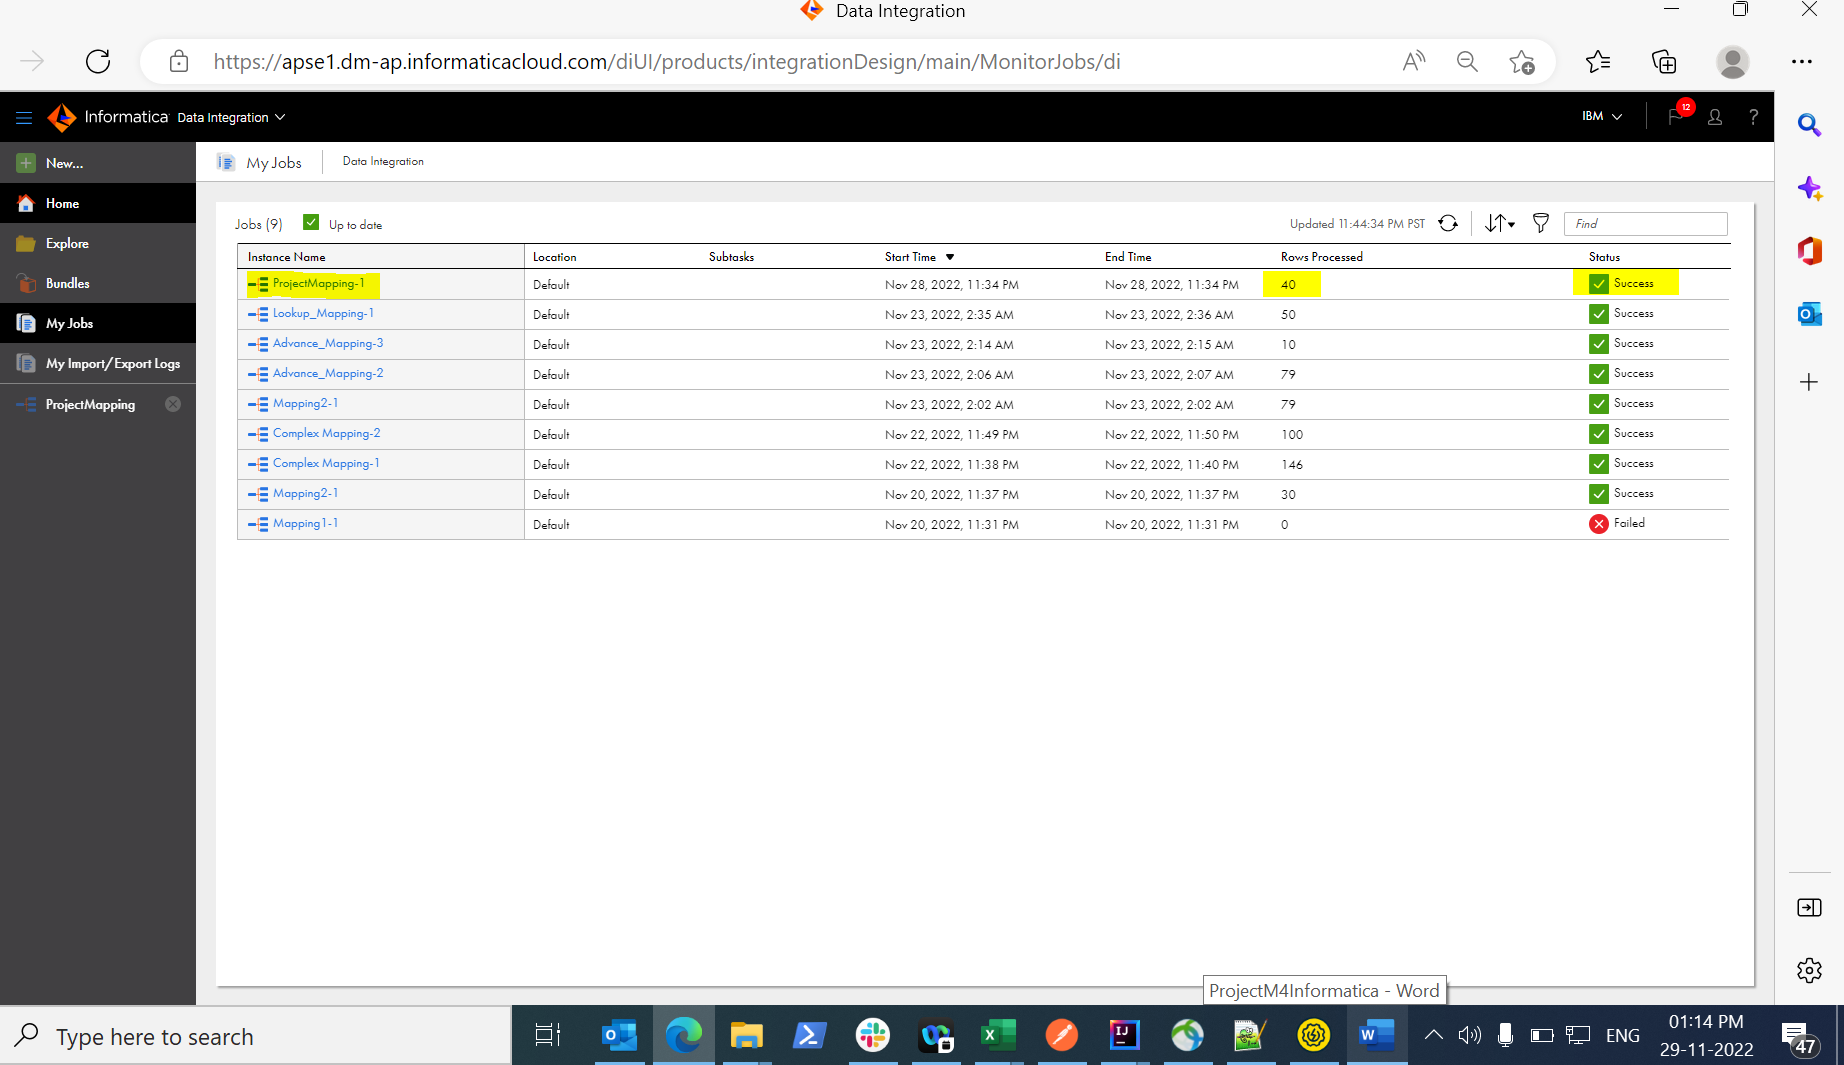 Data Integration
https://apse1.dm-ap.informaticacloud.com/diUI/products/integrationDesign/main/MonitorJobs/di
Informatica Data Integration
IBM
12
?
New...
Home
Explore
Bundles
My Jobs
My Import/Export Logs
ProjectMapping
My Jobs Data Integration
Jobs (9) Up to date Updated 11:44:34 PM PST Find
Instance Name Location Subtasks Start Time End Time Rows Processed Status
ProjectMapping-1 Default Nov 28, 2022, 11:34 PM Nov 28, 2022, 11:34 PM 40 Success
Lookup_Mapping-1 Default Nov 23, 2022, 2:35 AM Nov 23, 2022, 2:36 AM 50 Success
Advance_Mapping-3 Default Nov 23, 2022, 2:14 AM Nov 23, 2022, 2:15 AM 10 Success
Advance_Mapping-2 Default Nov 23, 2022, 2:06 AM Nov 23, 2022, 2:07 AM 79 Success
Mapping2-1 Default Nov 23, 2022, 2:02 AM Nov 23, 2022, 2:02 AM 79 Success
Complex Mapping-2 Default Nov 22, 2022, 11:49 PM Nov 22, 2022, 11:50 PM 100 Success
Complex Mapping-1 Default Nov 22, 2022, 11:38 PM Nov 22, 2022, 11:40 PM 146 Success
Mapping2-1 Default Nov 20, 2022, 11:37 PM Nov 20, 2022, 11:37 PM 30 Success
Mapping1-1 Default Nov 20, 2022, 11:31 PM Nov 20, 2022, 11:31 PM 0 Failed
ProjectM4Informatica - Word
Type here to search
ENG
01:14 PM
29-11-2022
47